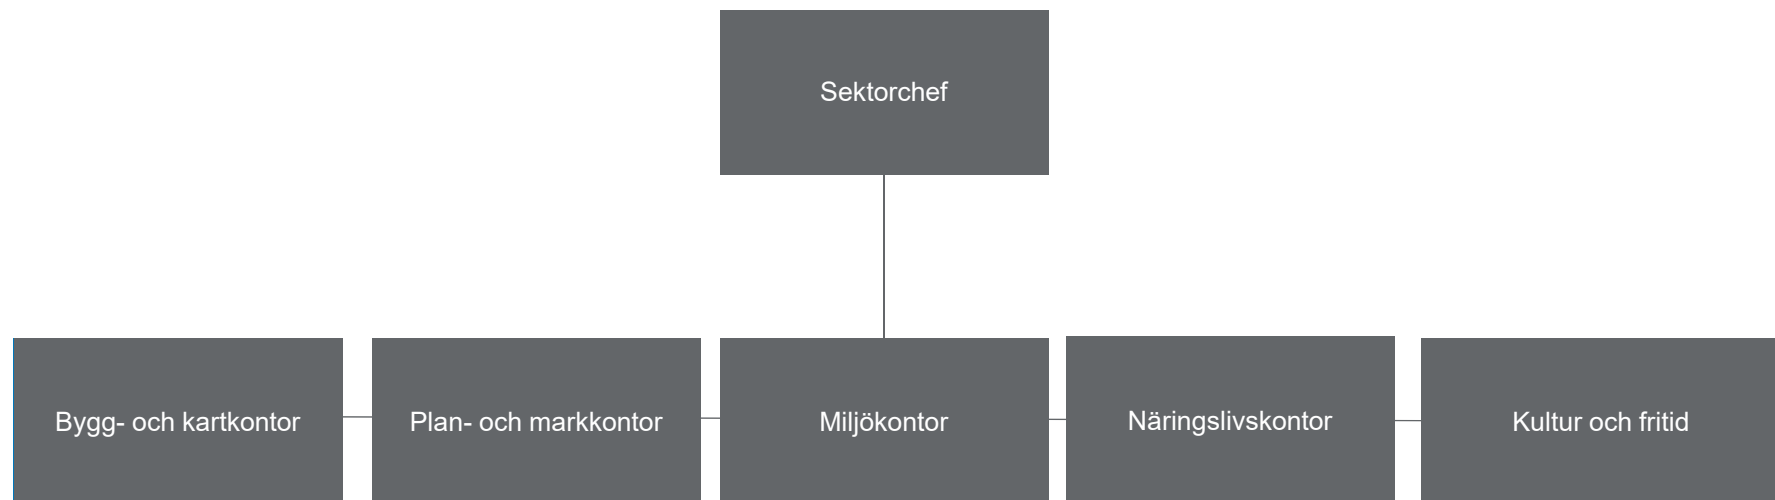 Sektorchef
Bygg- och kartkontor
Plan- och markkontor
Miljökontor
Näringslivskontor
Kultur och fritid